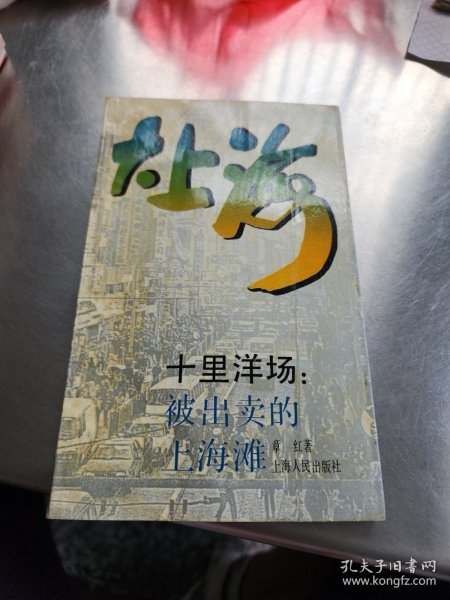 大上海
十里洋场：
被出卖的
上海滩
章 红著
上海人民出版社
孔夫子旧书网
www.kongfz.com